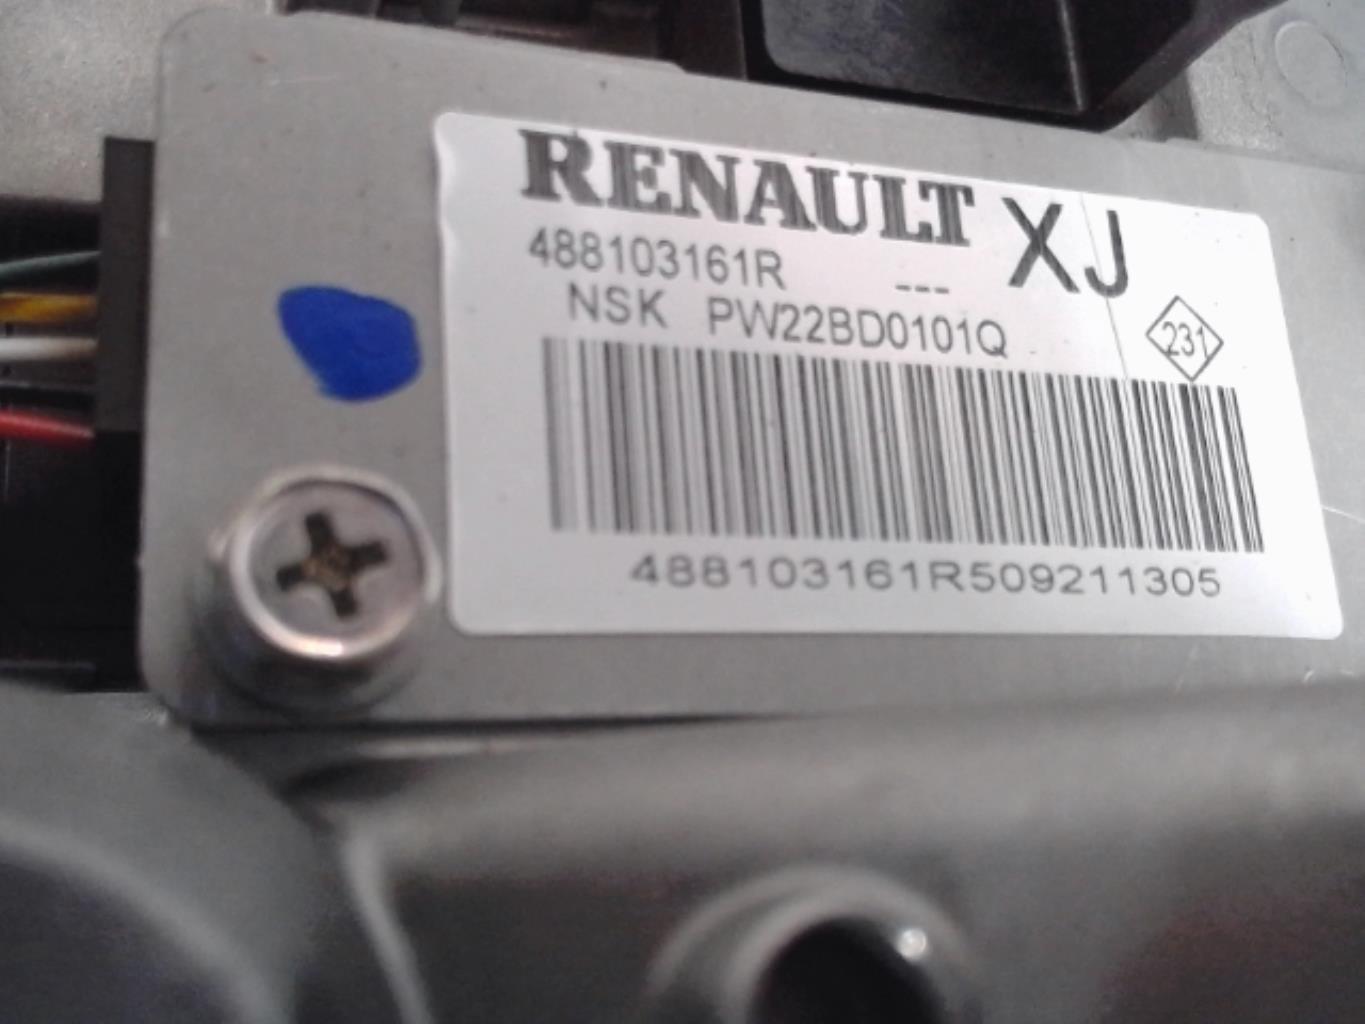 RENAULT XJ
488103161R ---
NSK PW22BD0101Q
231
488103161R509211305